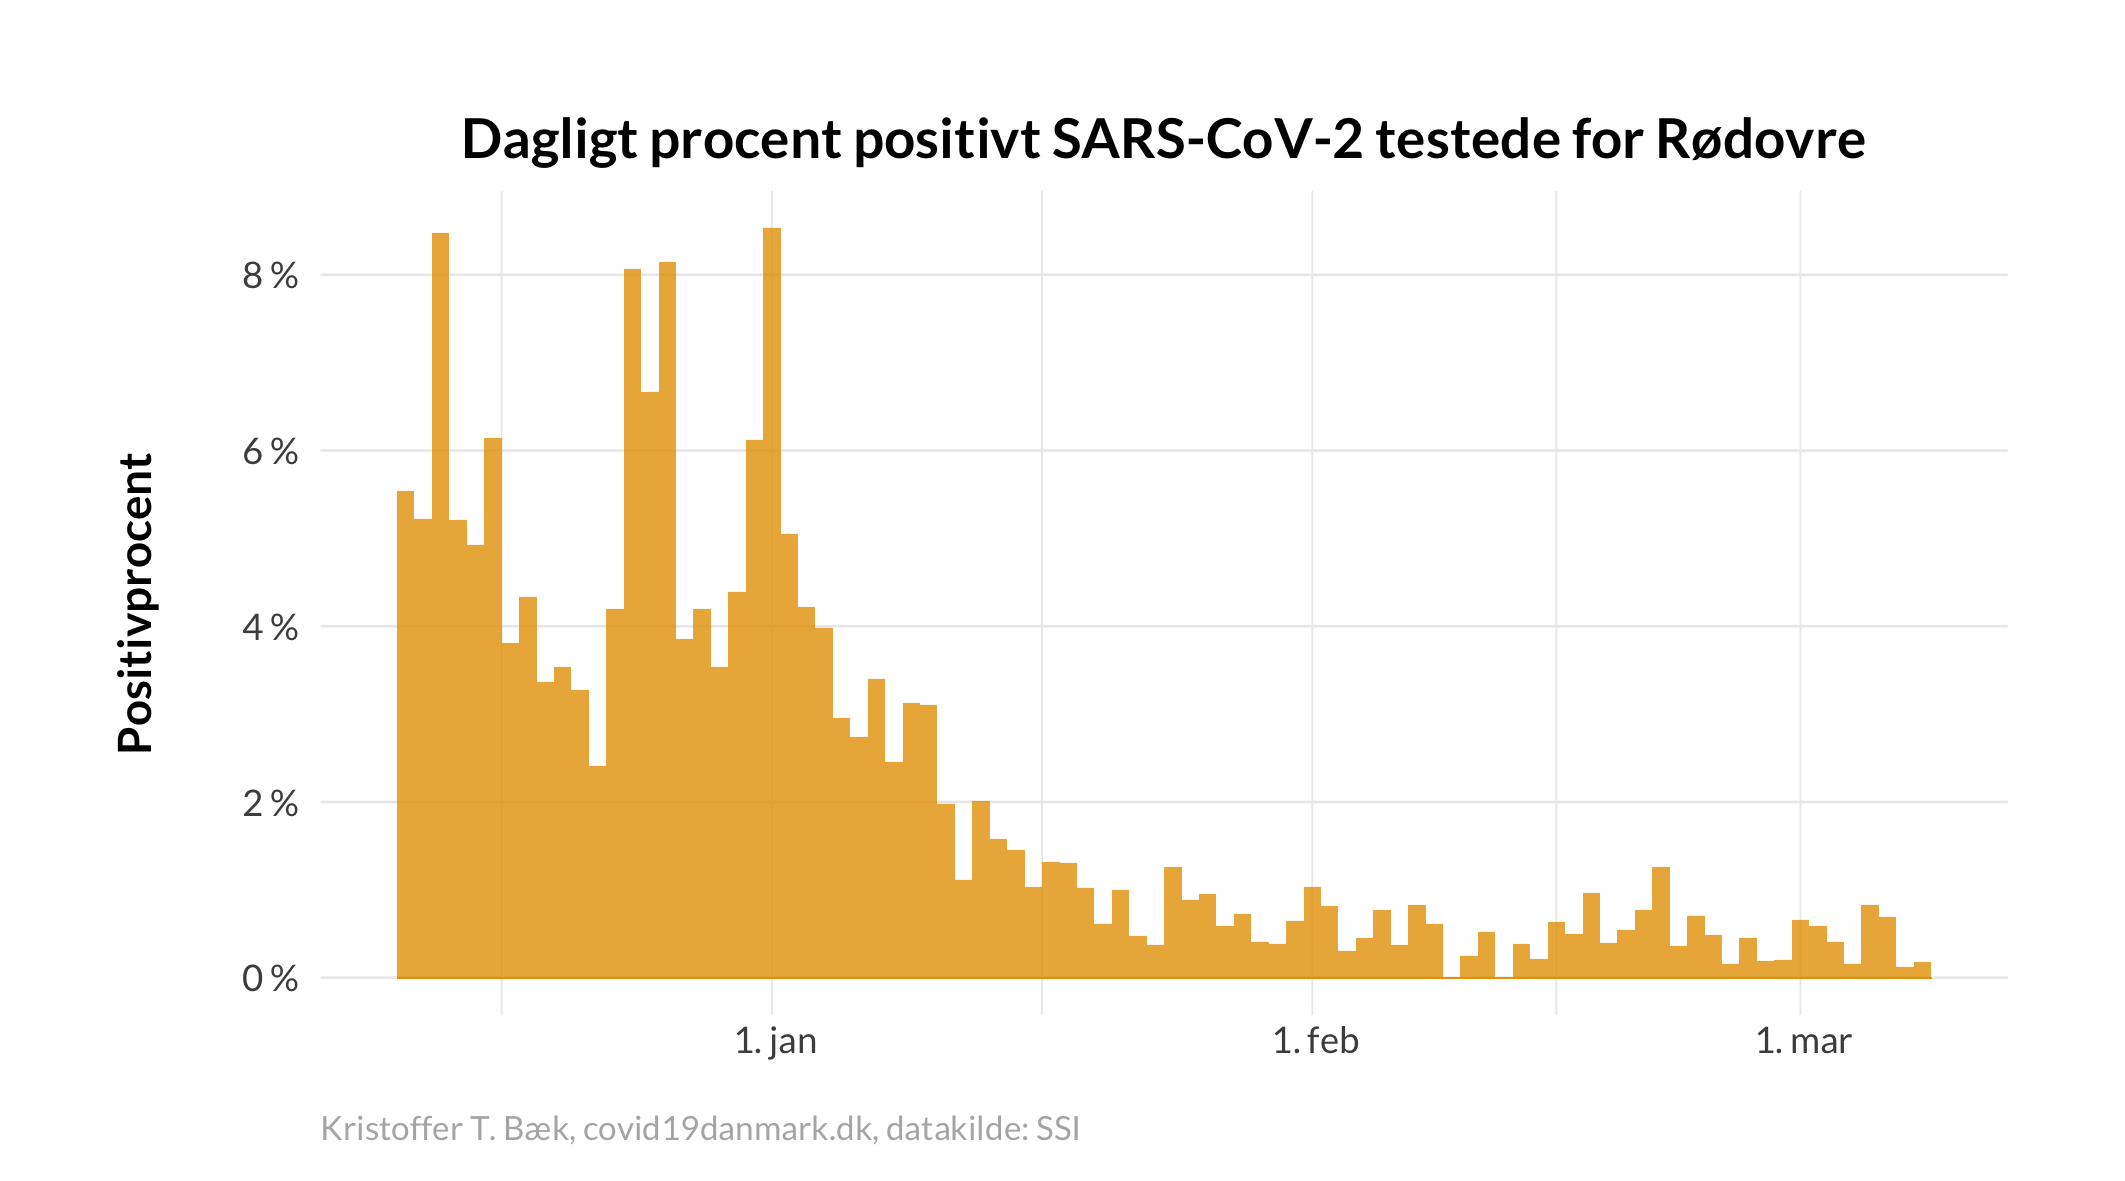 Dagligt procent positivt SARS-CoV-2 testede for Rødovre
Positivprocent
8 %
6 %
4 %
2 %
0 %
1. jan
1. feb
1. mar
Kristoffer T. Bæk, covid19danmark.dk, datakilde: SSI